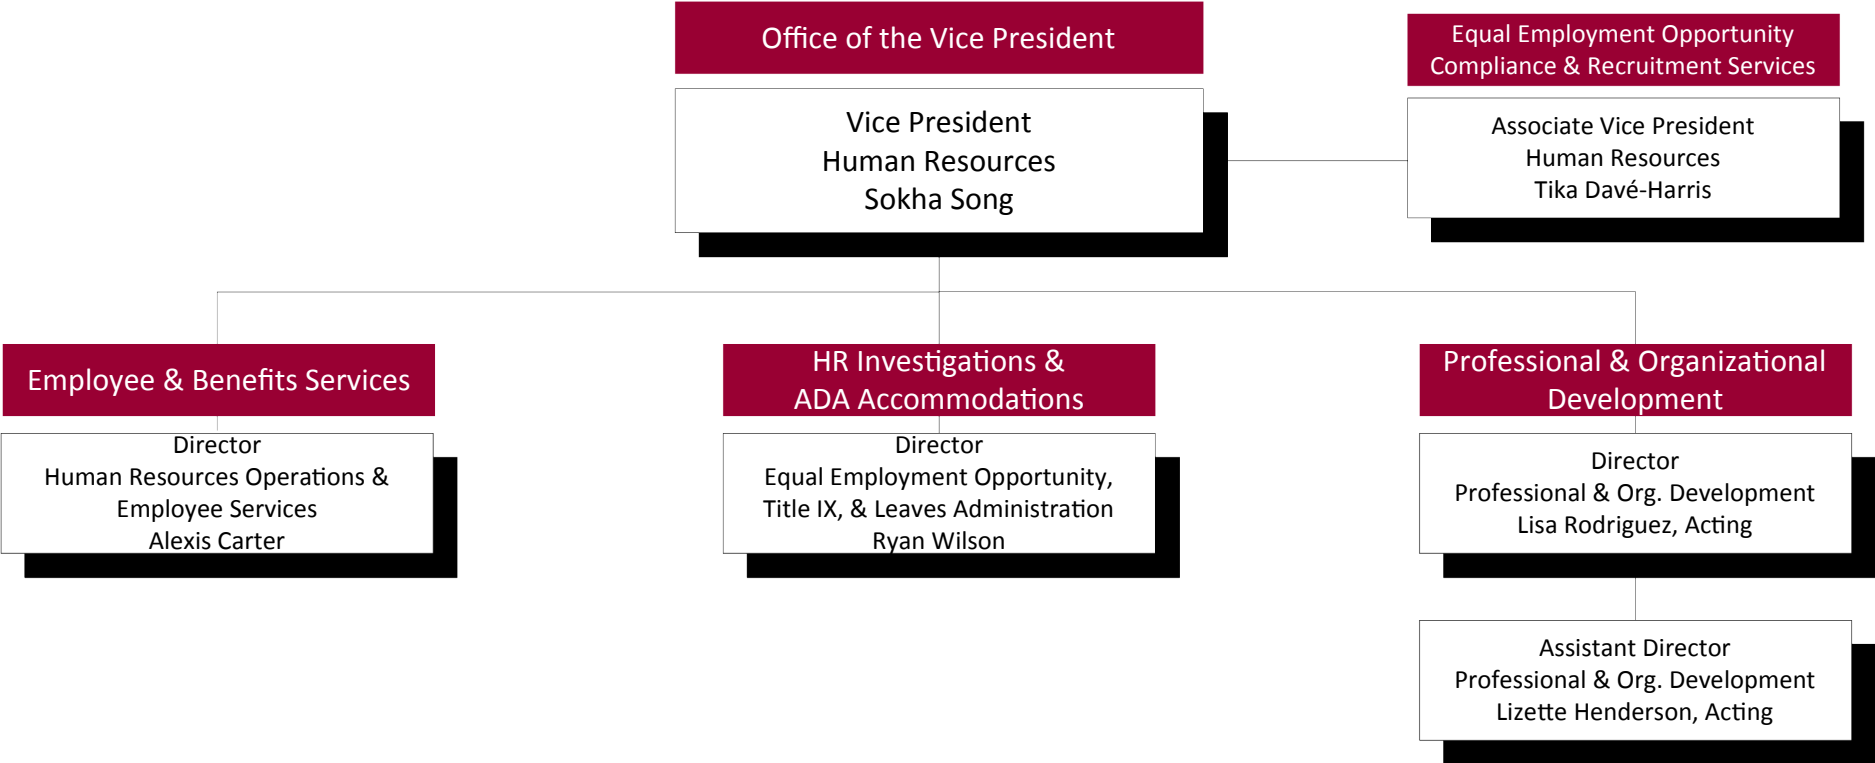 Office of the Vice President
Vice President
Human Resources
Sokha Song
Equal Employment Opportunity
Compliance & Recruitment Services
Associate Vice President
Human Resources
Tika Davé-Harris
Employee & Benefits Services
Director
Human Resources Operations &
Employee Services
Alexis Carter
HR Investigations &
ADA Accommodations
Director
Equal Employment Opportunity,
Title IX, & Leaves Administration
Ryan Wilson
Professional & Organizational
Development
Director
Professional & Org. Development
Lisa Rodriguez, Acting
Assistant Director
Professional & Org. Development
Lizette Henderson, Acting